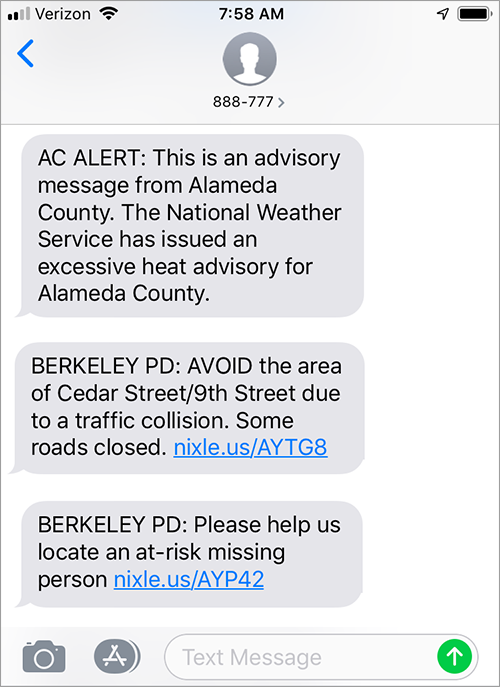 Verizon 7:58 AM
888-777
AC ALERT: This is an advisory
message from Alameda
County. The National Weather
Service has issued an
excessive heat advisory for
Alameda County.
BERKELEY PD: AVOID the area
of Cedar Street/9th Street due
to a traffic collision. Some
roads closed. nixle.us/AYTG8
BERKELEY PD: Please help us
locate an at-risk missing
person nixle.us/AYP42
Text Message